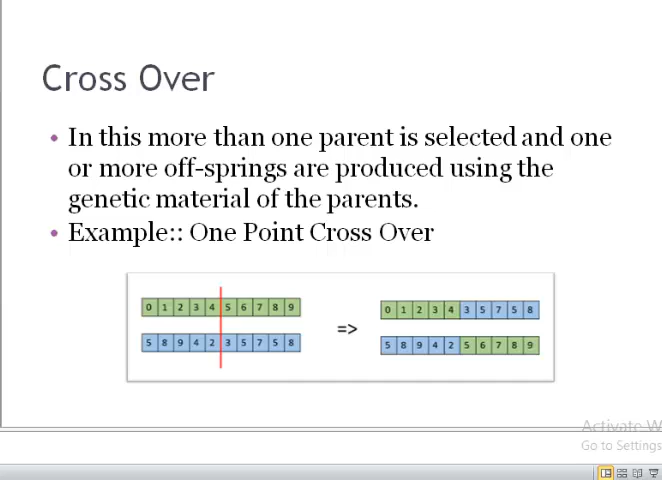 Cross Over
• In this more than one parent is selected and one
or more off-springs are produced using the
genetic material of the parents.
• Example:: One Point Cross Over
0 1 2 3 4 5 6 7 8 9
5 8 9 4 2 3 5 7 5 8
=>
0 1 2 3 4 3 5 7 5 8
5 8 9 4 2 5 6 7 8 9
Activate W
Go to Settings